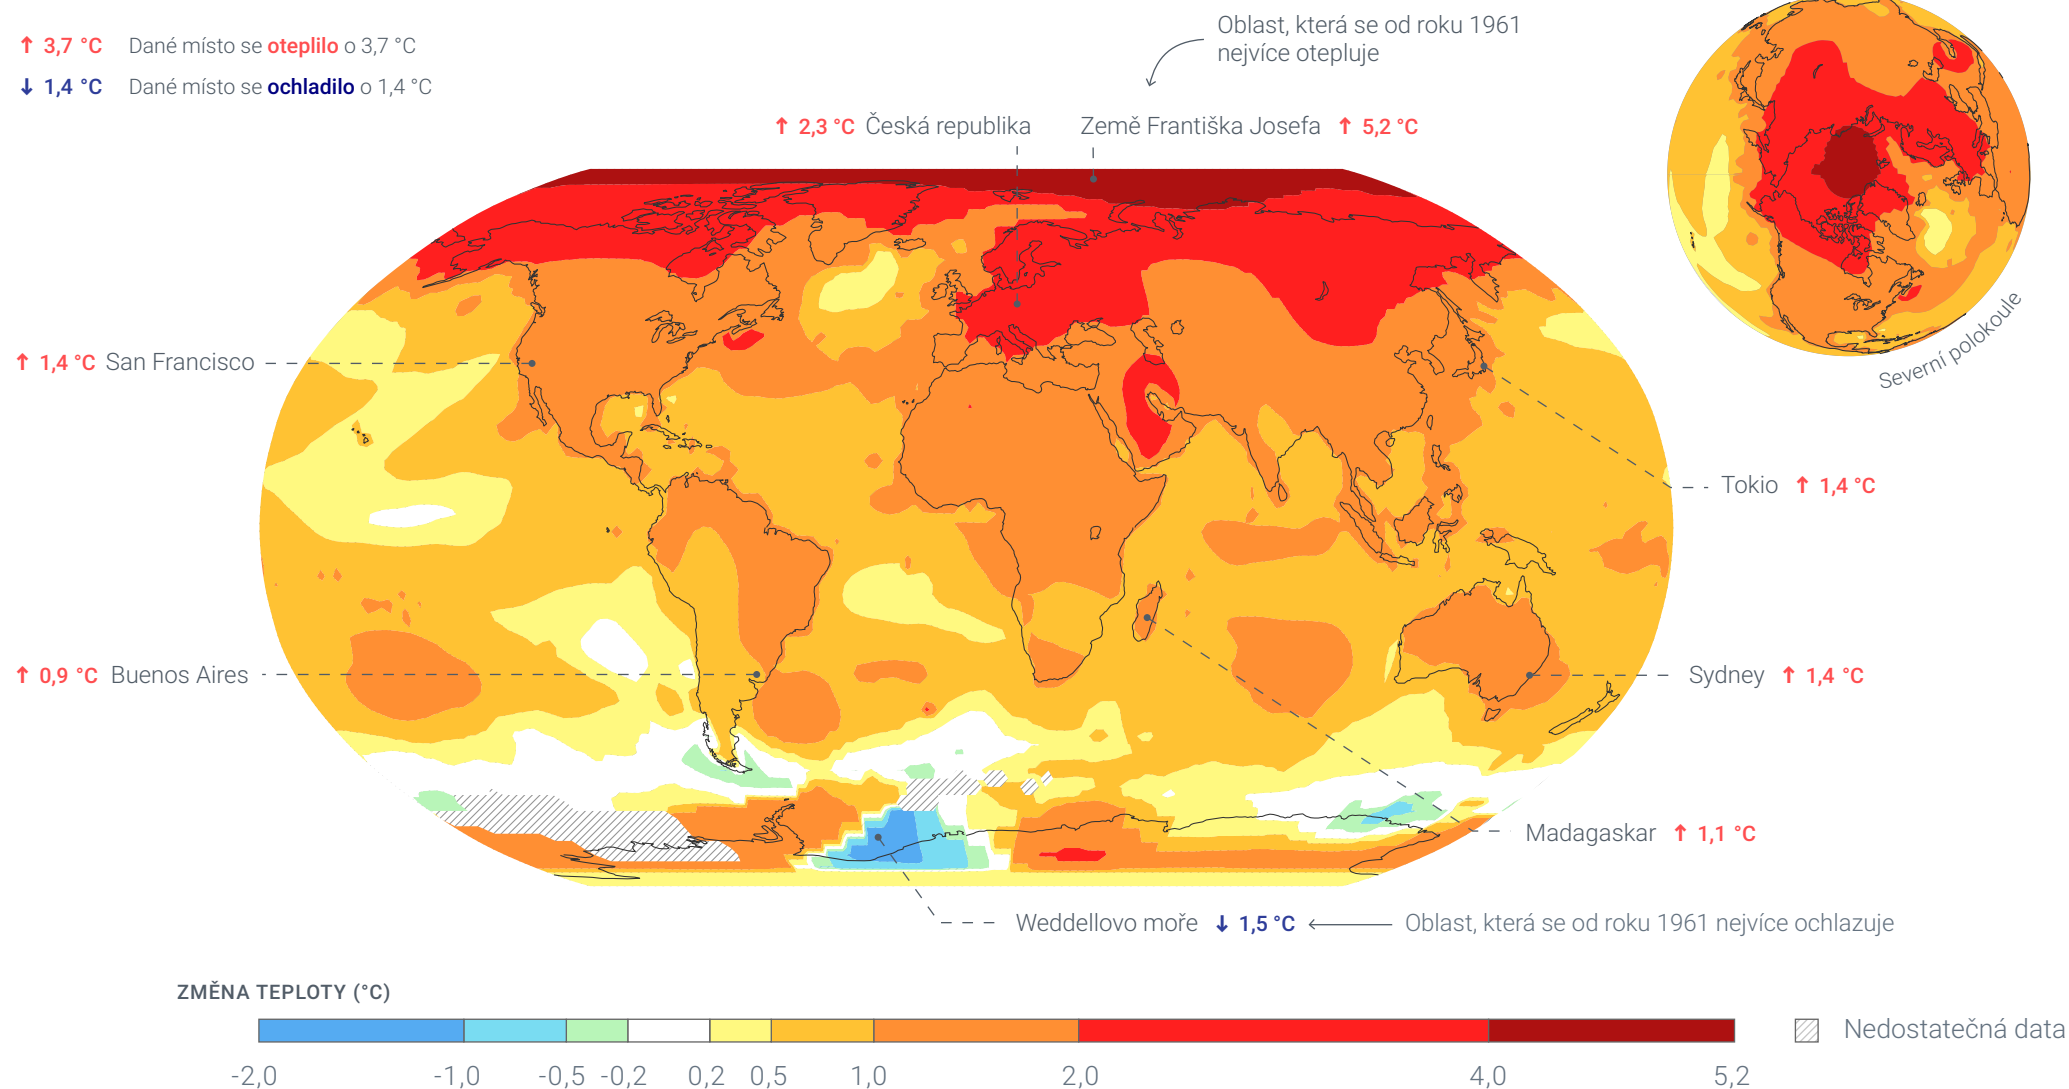 ↑ 3,7 °C Dané místo se oteplilo o 3,7 °C
↓ 1,4 °C Dané místo se ochladilo o 1,4 °C
Oblast, která se od roku 1961
nejvíce otepluje
↑ 2,3 °C Česká republika
Země Františka Josefa ↑ 5,2 °C
Severní polokoule
↑ 1,4 °C San Francisco
Tokio ↑ 1,4 °C
↑ 0,9 °C Buenos Aires
Sydney ↑ 1,4 °C
Madagaskar ↑ 1,1 °C
Weddellovo moře ↓ 1,5 °C
Oblast, která se od roku 1961 nejvíce ochlazuje
ZMĚNA TEPLOTY (°C)
Nedostatečná data
-2,0 -1,0 -0,5 -0,2 0,2 0,5 1,0 2,0 4,0 5,2